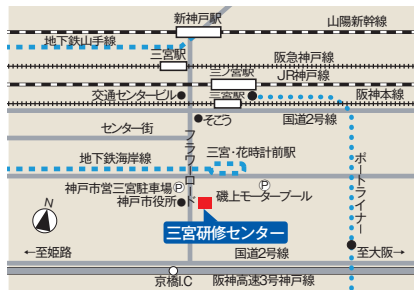 新神戸駅
山陽新幹線
地下鉄山手線
三宮駅
阪急神戸線
三ノ宮駅
JR神戸線
交通センタービル
三宮駅
阪神本線
そごう
国道2号線
センター街
フラワーロード
三宮・花時計前駅
地下鉄海岸線
ポートライナー
神戸市営三宮駐車場 P
P
神戸市役所
磯上モータープール
N
三宮研修センター
←至姫路
国道2号線
至大阪→
京橋I.C
阪神高速3号神戸線